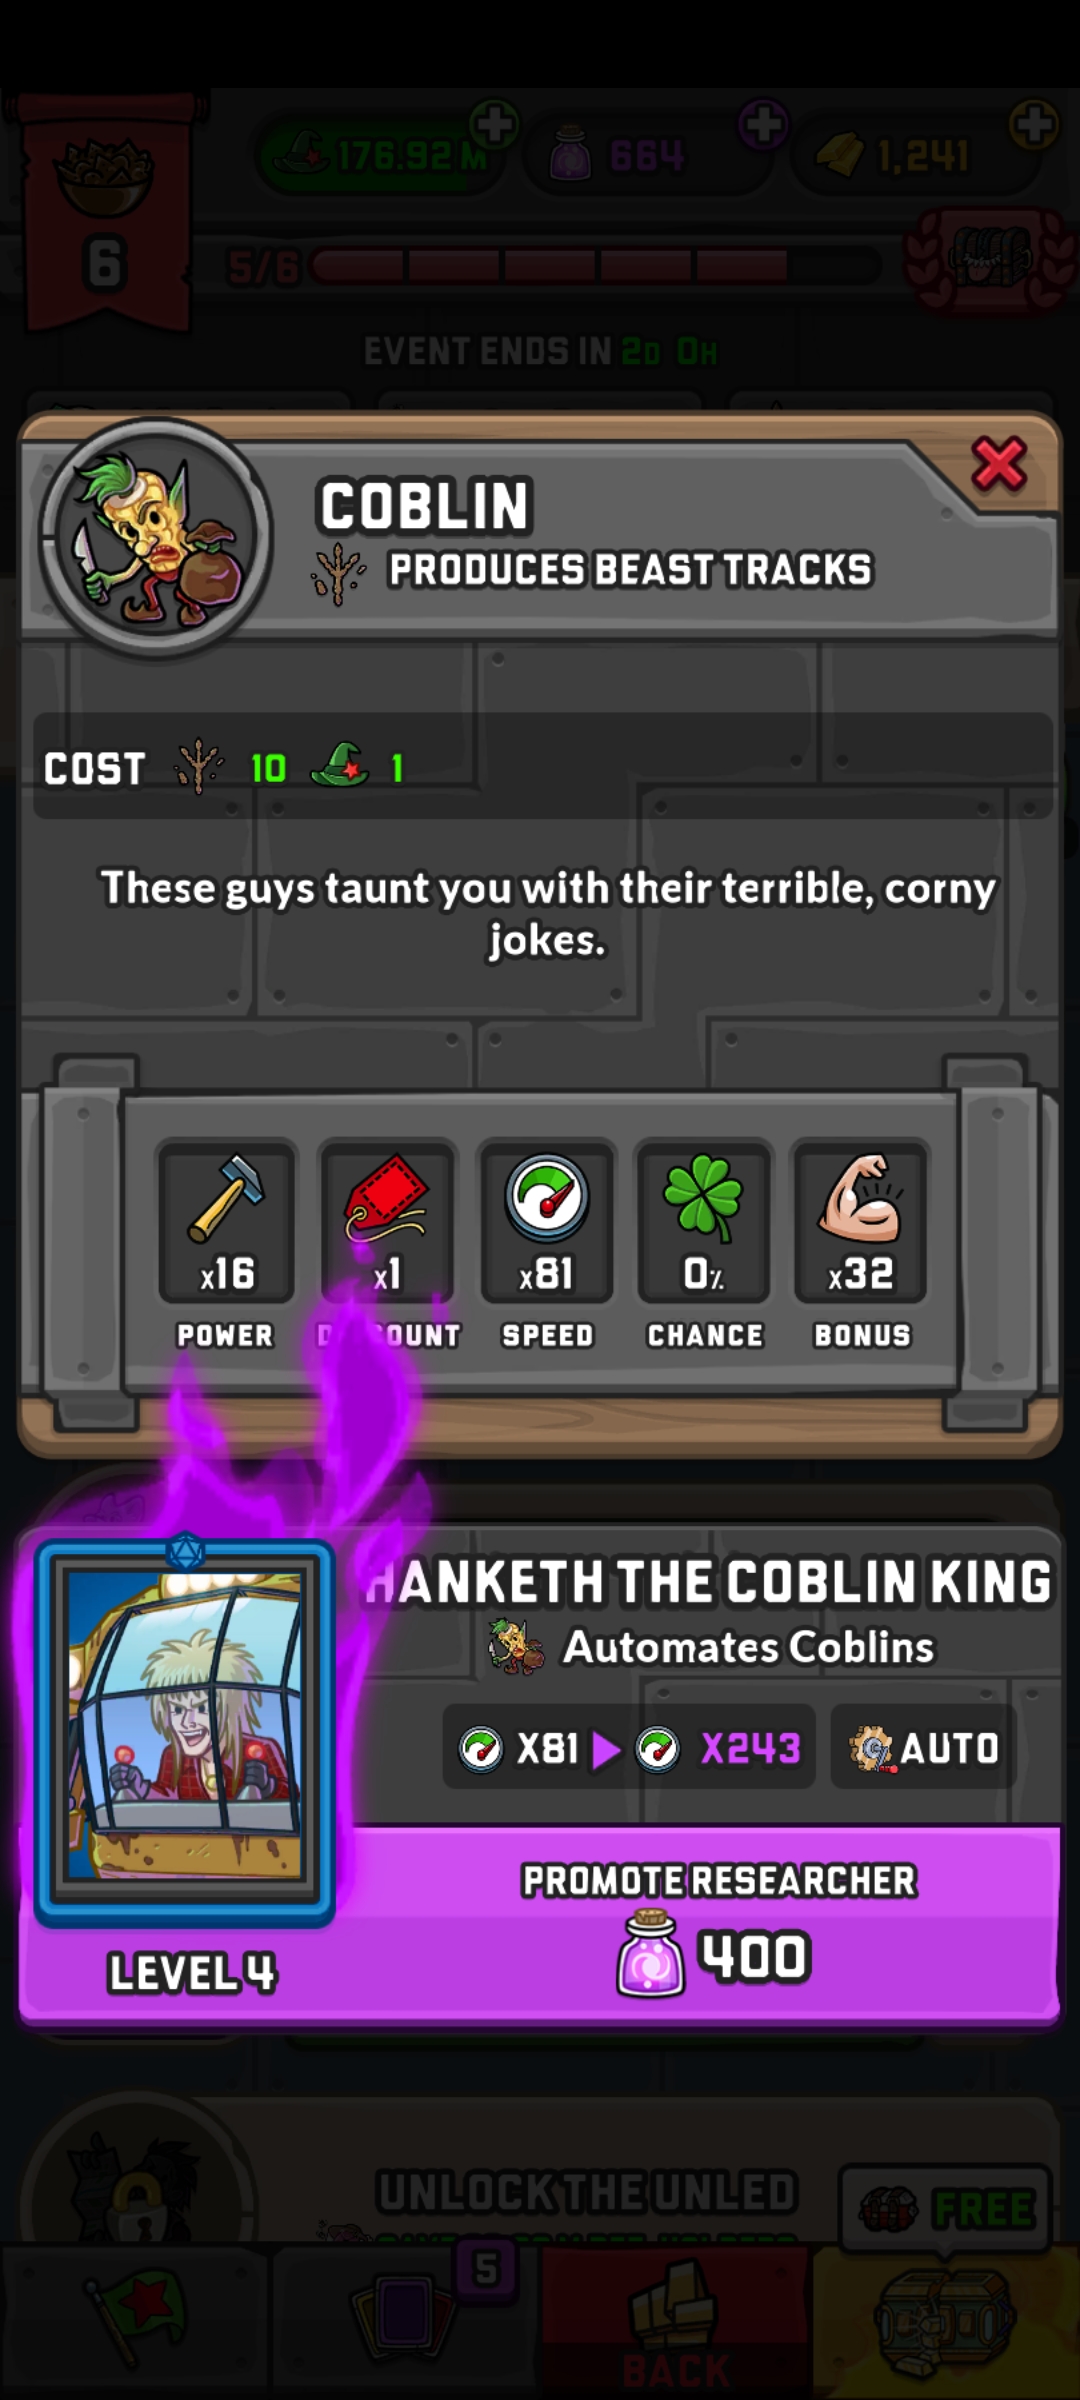 176.92M
664
1,241
6
5/6
EVENT ENDS IN 2D 0H
COBLIN
PRODUCES BEAST TRACKS
COST 10 1
These guys taunt you with their terrible, corny
jokes.
x16 x1 x81 0% x32
POWER DISCOUNT SPEED CHANCE BONUS
HANKETH THE COBLIN KING
Automates Coblins
X81 X243 AUTO
PROMOTE RESEARCHER
400
LEVEL 4
UNLOCK THE UNLED
FREE
5
BACK